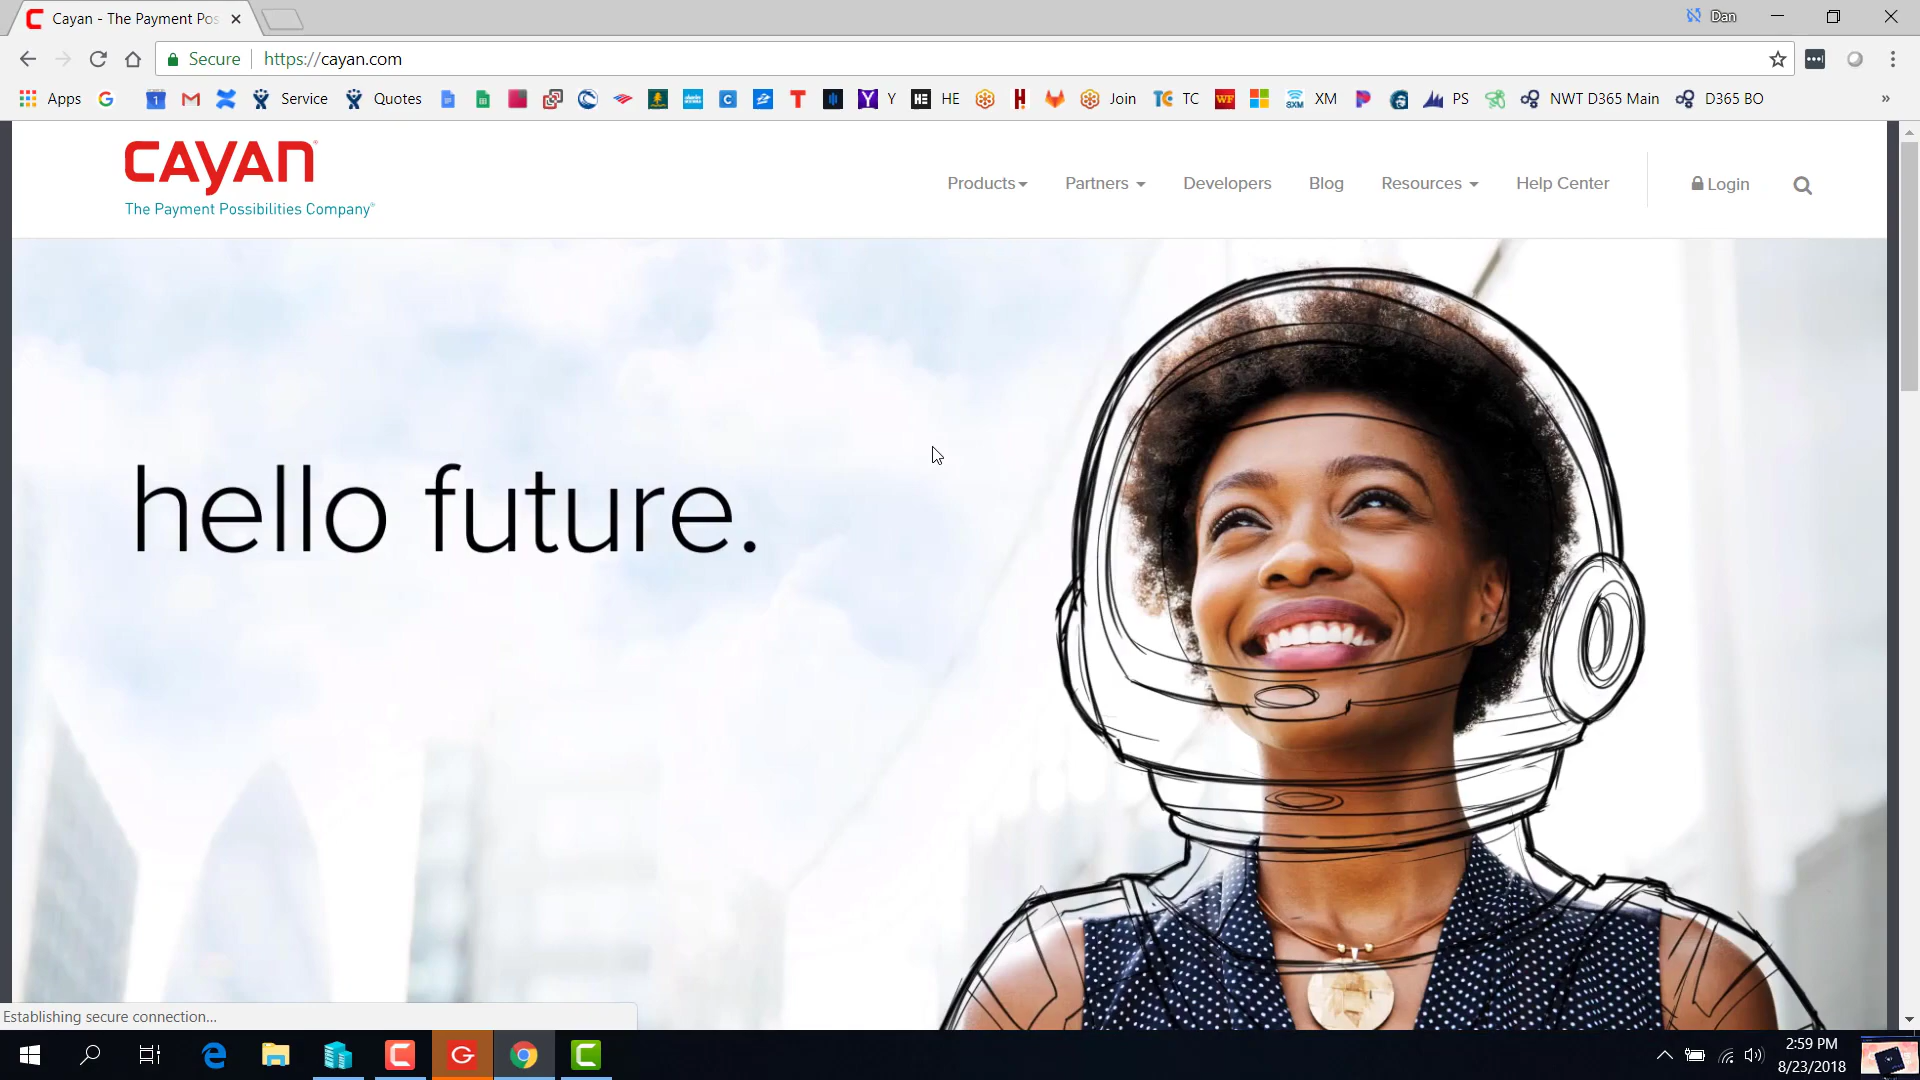 Cayan - The Payment Pos
Dan
Secure
https://cayan.com
Apps
Service
Quotes
Y
HE
Join
TC
XM
PS
NWT D365 Main
D365 BO
»
CAYAN
The Payment Possibilities Company®
Products
Partners
Developers
Blog
Resources
Help Center
Login
hello future.
Establishing secure connection...
2:59 PM
8/23/2018